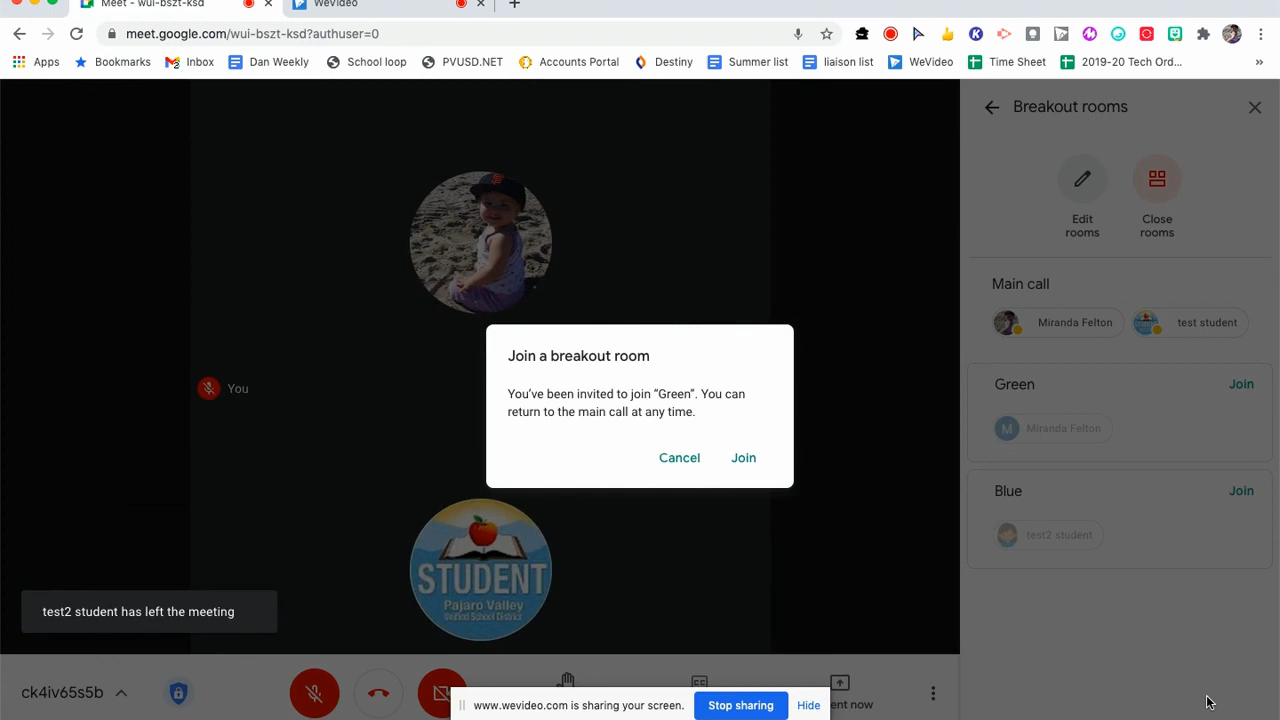 Meet - wui-bszt-ksd
WeVideo
meet.google.com/wui-bszt-ksd?authuser=0
Apps
Bookmarks
Inbox
Dan Weekly
School loop
PVUSD.NET
Accounts Portal
Destiny
Summer list
liaison list
WeVideo
Time Sheet
2019-20 Tech Ord...
»
Breakout rooms
Edit rooms
Close rooms
Main call
Miranda Felton
test student
Green
Join
M
Miranda Felton
Blue
Join
test2 student
You
Join a breakout room
You've been invited to join “Green”. You can
return to the main call at any time.
Cancel
Join
STUDENT
Pajaro Valley
Unified School District
test2 student has left the meeting
ck4iv65s5b
ent now
www.wevideo.com is sharing your screen.
Stop sharing
Hide